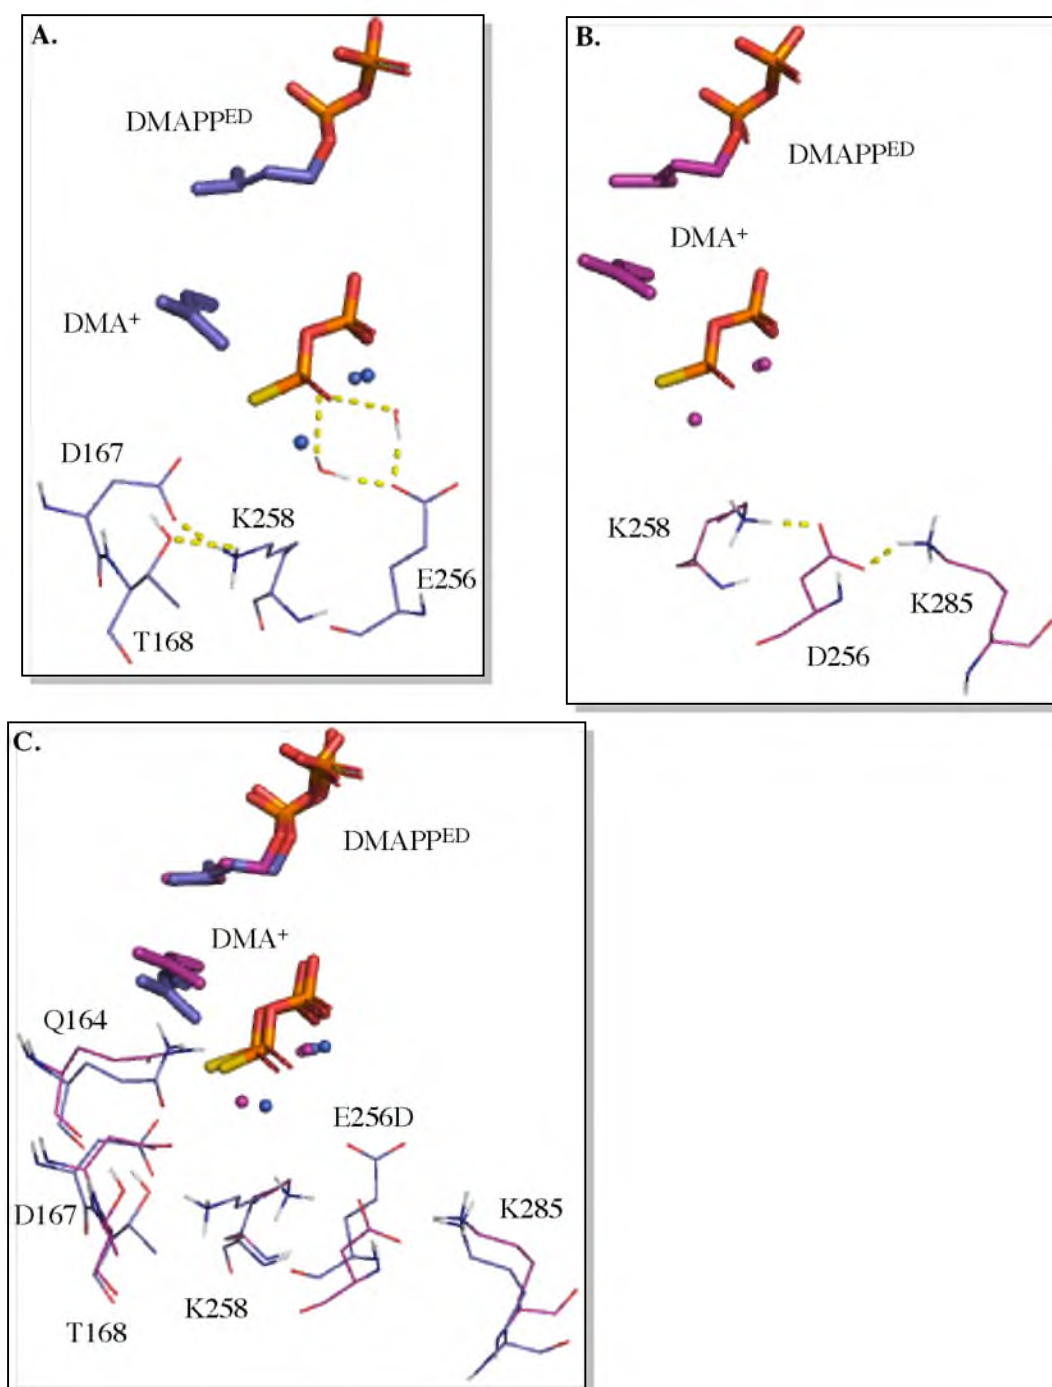 A.
DMAPPᴱᴰ
DMA⁺
D167
K258
E256
T168
B.
DMAPPᴱᴰ
DMA⁺
K258
K285
D256
C.
DMAPPᴱᴰ
DMA⁺
Q164
E256D
D167
K285
K258
T168